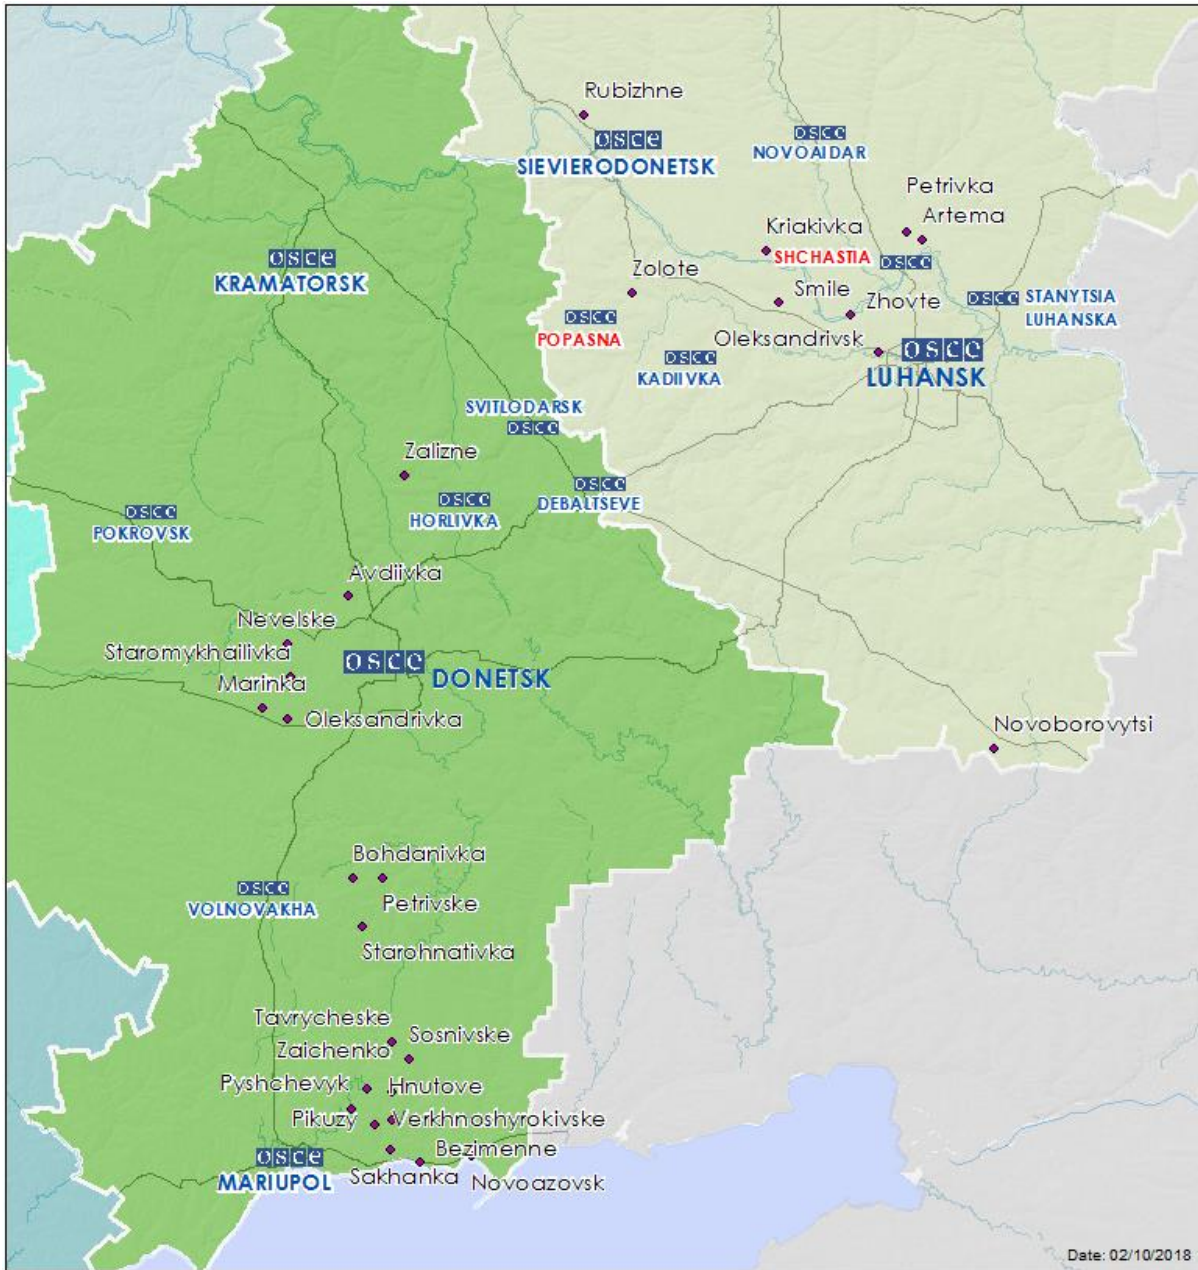 Rubizhne
osce
SIEVIERODONETSK
osce
NOVOAIDAR
Petrivka
Artema
Kriakivka
SHCHASTIA
osce
osce
KRAMATORSK
Zolote
Smile
Zhovte
osce
STANYTSIA
LUHANSKA
osce
POPASNA
Oleksandrivsk
osce
LUHANSK
osce
KADIIVKA
SVITLODARSK
osce
Zalizne
osce
HORLIVKA
osce
DEBALTSEVE
osce
POKROVSK
Avdiivka
Nevelske
Staromykhailivka
Marinka
osce
DONETSK
Oleksandrivka
Novoborovytsi
Bohdanivka
osce
VOLNOVAKHA
Petrivske
Starohnativka
Tavrycheske
Sosnivske
Zaichenko
Pyshchevyk
Hnutove
Pikuzy
Verkhnoshyrokivske
Bezimenne
osce
MARIUPOL
Sakhanka
Novoazovsk
Date: 02/10/2018